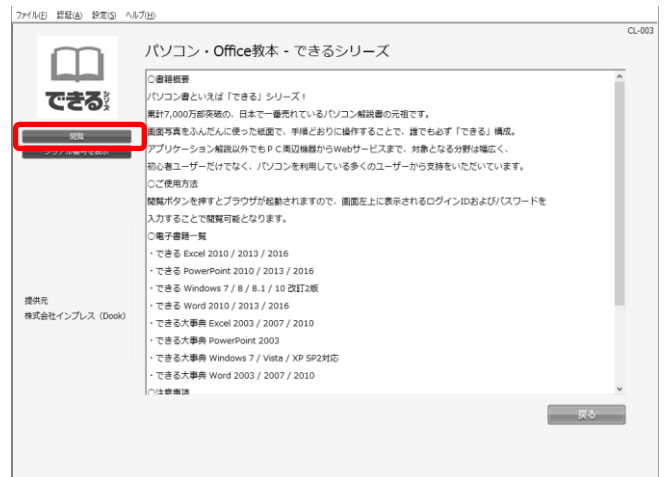 ファイル(F) 認証(A) 設定(S) ヘルプ(H)
CL-003
できるシリーズ
パソコン・Office教本 - できるシリーズ
閲覧
シリアル番号を表示
提供元
株式会社インプレス (Dook)
○書籍概要
パソコン書といえば「できる」シリーズ！
累計7,000万部突破の、日本で一番売れているパソコン解説書の元祖です。
画面写真をふんだんに使った紙面で、手順どおりに操作することで、誰でも必ず「できる」構成。
アプリケーション解説以外でもＰＣ周辺機器からWebサービスまで、対象となる分野は幅広く、
初心者ユーザーだけでなく、パソコンを利用している多くのユーザーから支持をいただいています。
○ご使用方法
閲覧ボタンを押すとブラウザが起動されますので、画面左上に表示されるログインIDおよびパスワードを
入力することで閲覧可能となります。
○電子書籍一覧
・できる Excel 2010 / 2013 / 2016
・できる PowerPoint 2010 / 2013 / 2016
・できる Windows 7 / 8 / 8.1 / 10 改訂2版
・できる Word 2010 / 2013 / 2016
・できる大事典 Excel 2003 / 2007 / 2010
・できる大事典 PowerPoint 2003
・できる大事典 Windows 7 / Vista / XP SP2対応
・できる大事典 Word 2003 / 2007 / 2010
○注意事項
戻る